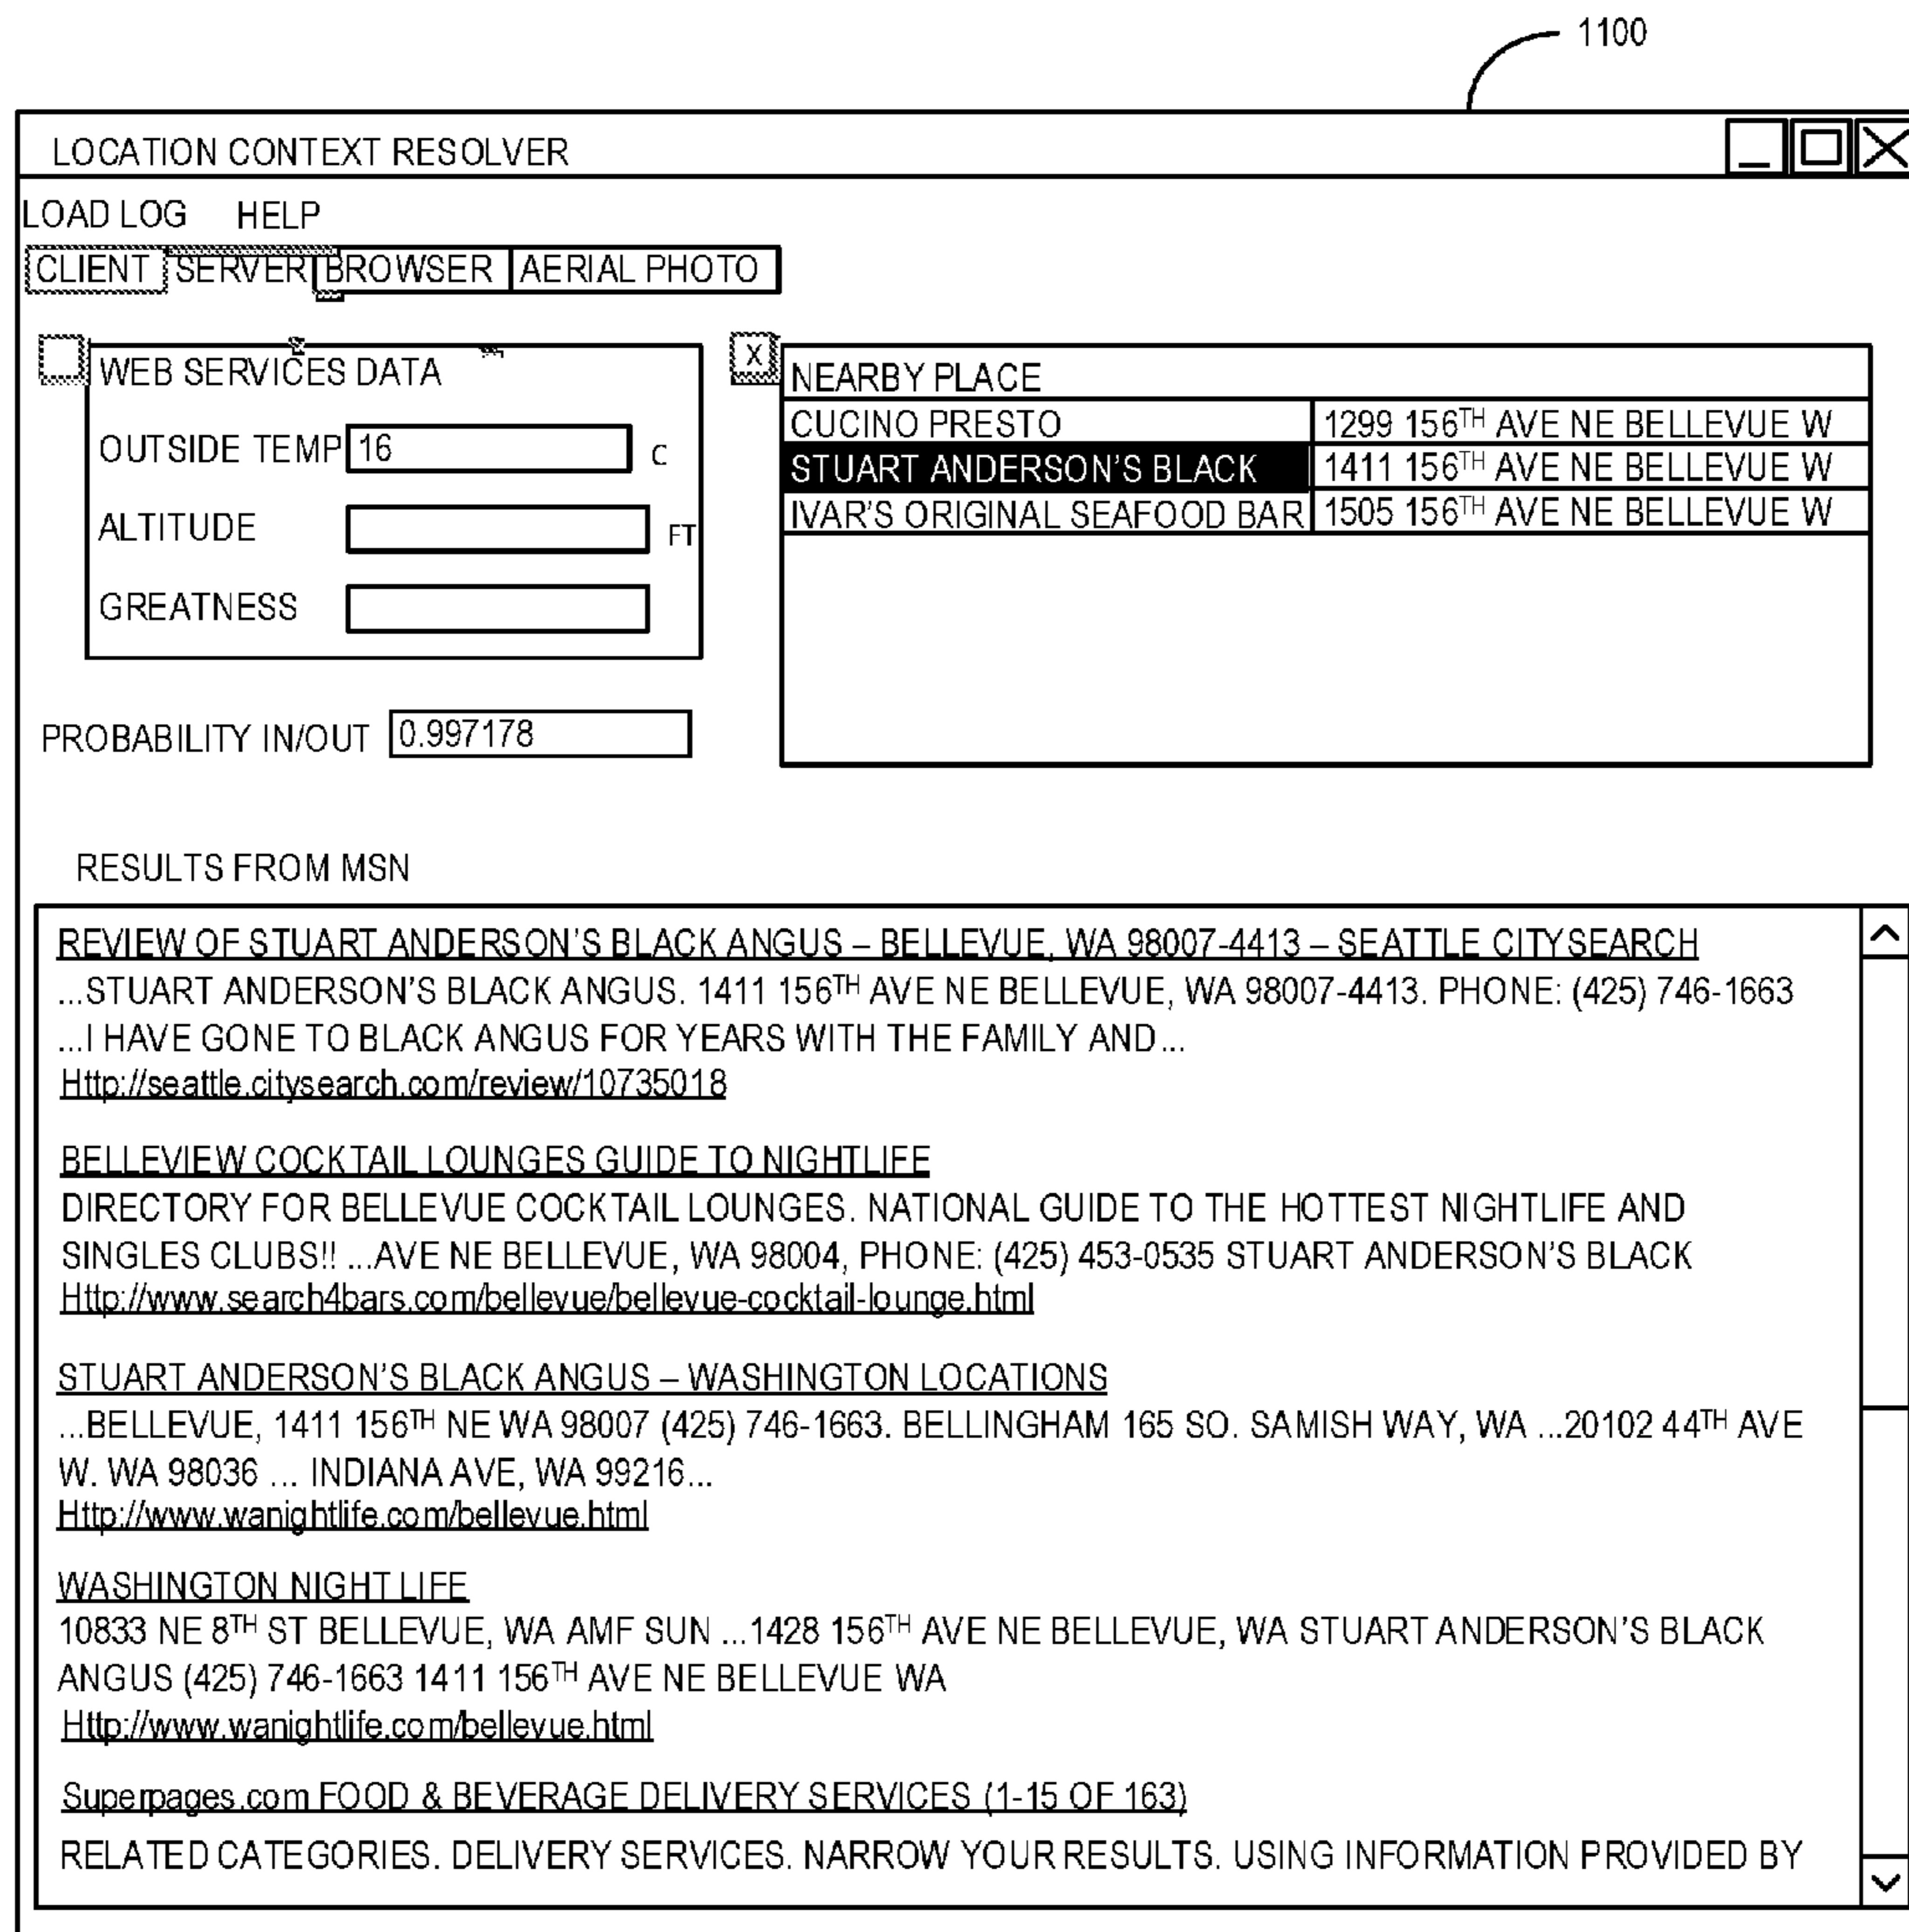 1100
LOCATION CONTEXT RESOLVER
LOAD LOG HELP
CLIENT SERVER BROWSER AERIAL PHOTO
WEB SERVICES DATA
OUTSIDE TEMP 16 C
ALTITUDE FT
GREATNESS
PROBABILITY IN/OUT 0.997178
X
NEARBY PLACE
CUCINO PRESTO 1299 156TH AVE NE BELLEVUE W
STUART ANDERSON'S BLACK 1411 156TH AVE NE BELLEVUE W
IVAR'S ORIGINAL SEAFOOD BAR 1505 156TH AVE NE BELLEVUE W
RESULTS FROM MSN
REVIEW OF STUART ANDERSON'S BLACK ANGUS – BELLEVUE, WA 98007-4413 – SEATTLE CITYSEARCH
...STUART ANDERSON'S BLACK ANGUS. 1411 156TH AVE NE BELLEVUE, WA 98007-4413. PHONE: (425) 746-1663
...I HAVE GONE TO BLACK ANGUS FOR YEARS WITH THE FAMILY AND...
Http://seattle.citysearch.com/review/10735018
BELLEVIEW COCKTAIL LOUNGES GUIDE TO NIGHTLIFE
DIRECTORY FOR BELLEVUE COCKTAIL LOUNGES. NATIONAL GUIDE TO THE HOTTEST NIGHTLIFE AND
SINGLES CLUBS!! ...AVE NE BELLEVUE, WA 98004, PHONE: (425) 453-0535 STUART ANDERSON'S BLACK
Http://www.search4bars.com/bellevue/bellevue-cocktail-lounge.html
STUART ANDERSON'S BLACK ANGUS – WASHINGTON LOCATIONS
...BELLEVUE, 1411 156TH NE WA 98007 (425) 746-1663. BELLINGHAM 165 SO. SAMISH WAY, WA ...20102 44TH AVE
W. WA 98036 ... INDIANA AVE, WA 99216...
Http://www.wanightlife.com/bellevue.html
WASHINGTON NIGHT LIFE
10833 NE 8TH ST BELLEVUE, WA AMF SUN ...1428 156TH AVE NE BELLEVUE, WA STUART ANDERSON'S BLACK
ANGUS (425) 746-1663 1411 156TH AVE NE BELLEVUE WA
Http://www.wanightlife.com/bellevue.html
Superpages.com FOOD & BEVERAGE DELIVERY SERVICES (1-15 OF 163)
RELATED CATEGORIES. DELIVERY SERVICES. NARROW YOUR RESULTS. USING INFORMATION PROVIDED BY